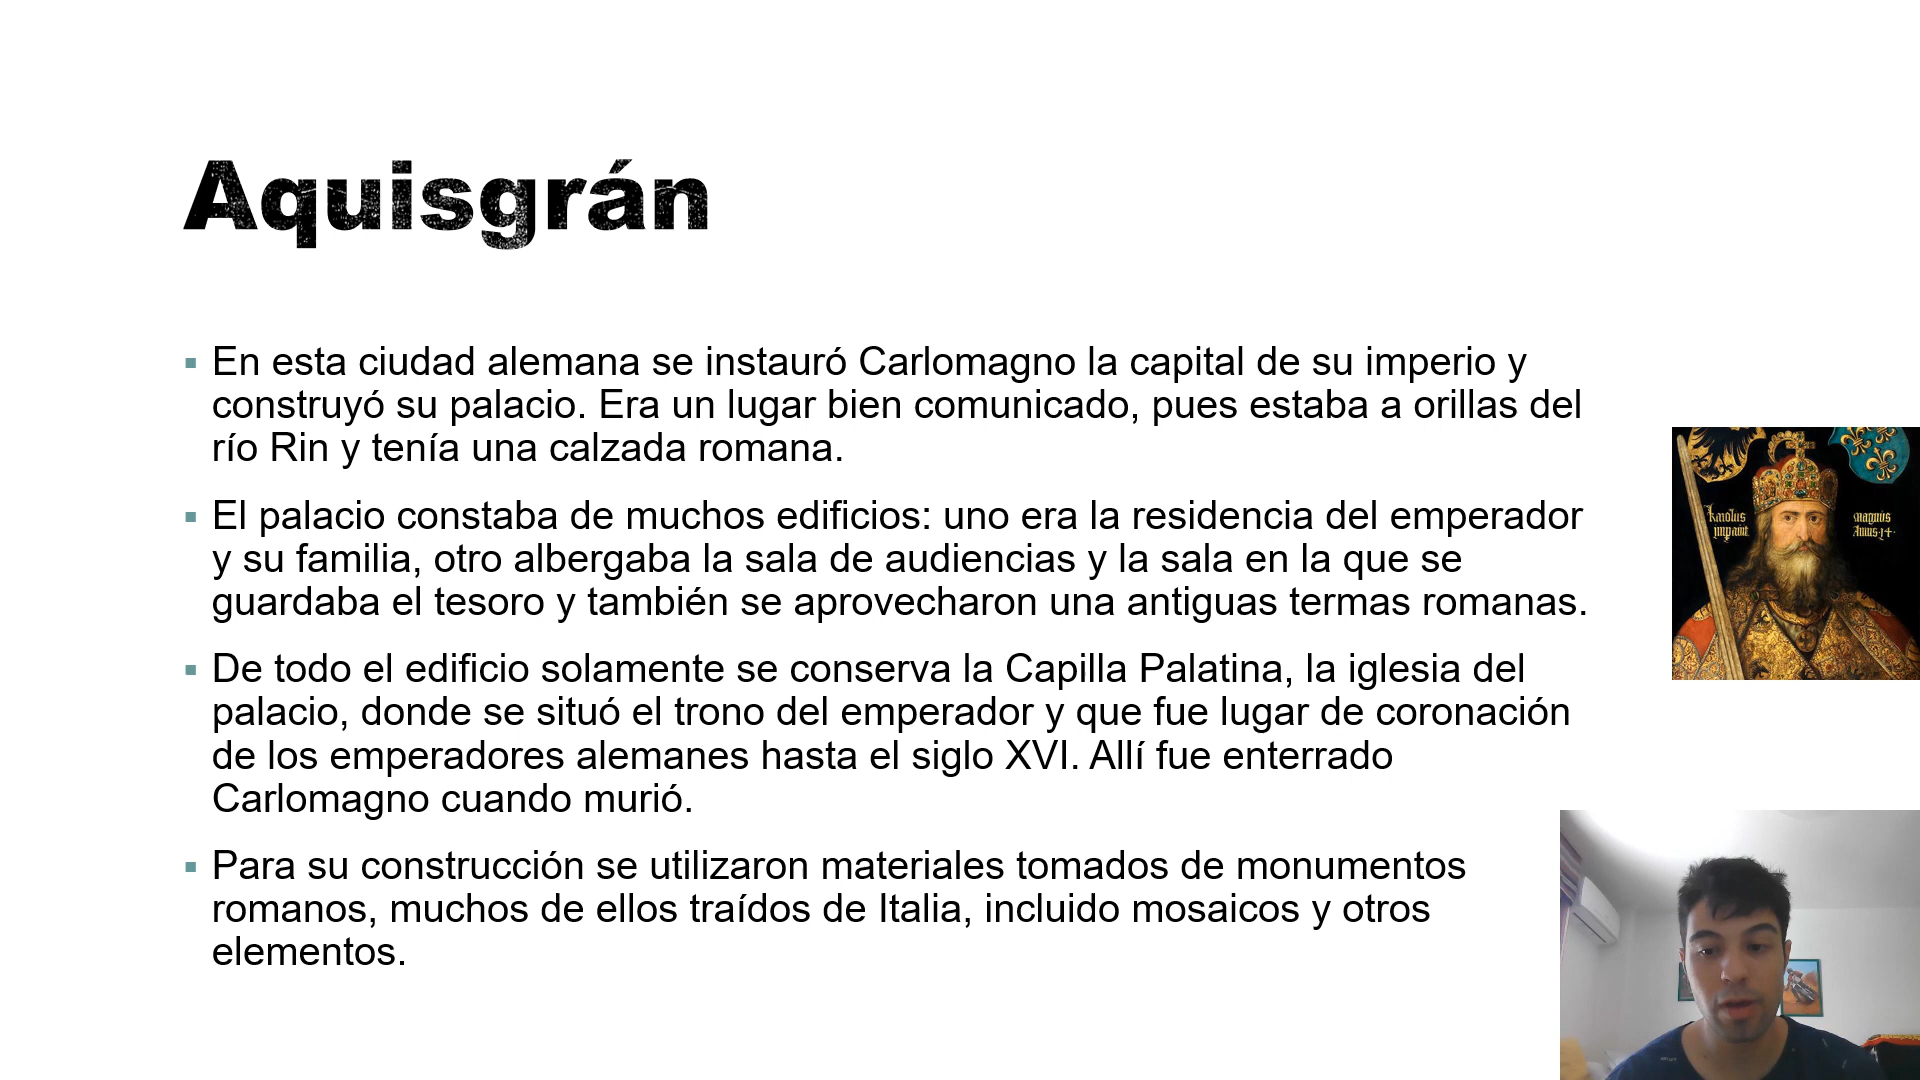 Aquisgrán
En esta ciudad alemana se instauró Carlomagno la capital de su imperio y
construyó su palacio. Era un lugar bien comunicado, pues estaba a orillas del
río Rin y tenía una calzada romana.
El palacio constaba de muchos edificios: uno era la residencia del emperador
y su familia, otro albergaba la sala de audiencias y la sala en la que se
guardaba el tesoro y también se aprovecharon una antiguas termas romanas.
De todo el edificio solamente se conserva la Capilla Palatina, la iglesia del
palacio, donde se situó el trono del emperador y que fue lugar de coronación
de los emperadores alemanes hasta el siglo XVI. Allí fue enterrado
Carlomagno cuando murió.
Para su construcción se utilizaron materiales tomados de monumentos
romanos, muchos de ellos traídos de Italia, incluido mosaicos y otros
elementos.
karolus magnus